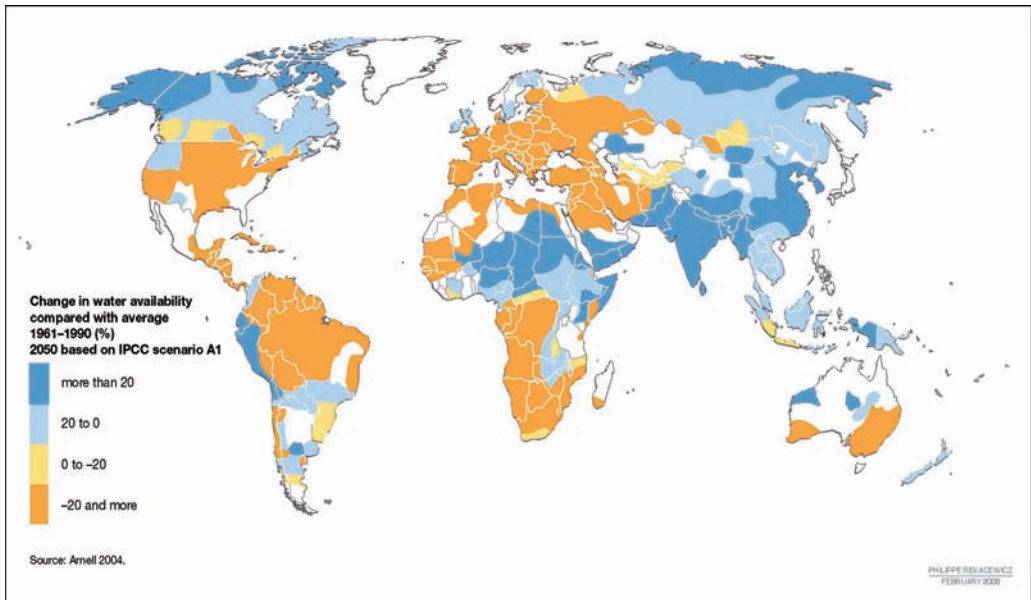 Change in water availability
compared with average
1961–1990 (%)
2050 based on IPCC scenario A1
more than 20
20 to 0
0 to –20
–20 and more
Source: Arnell 2004.
PHILIPPE REKACEWICZ
FEBRUARY 2008